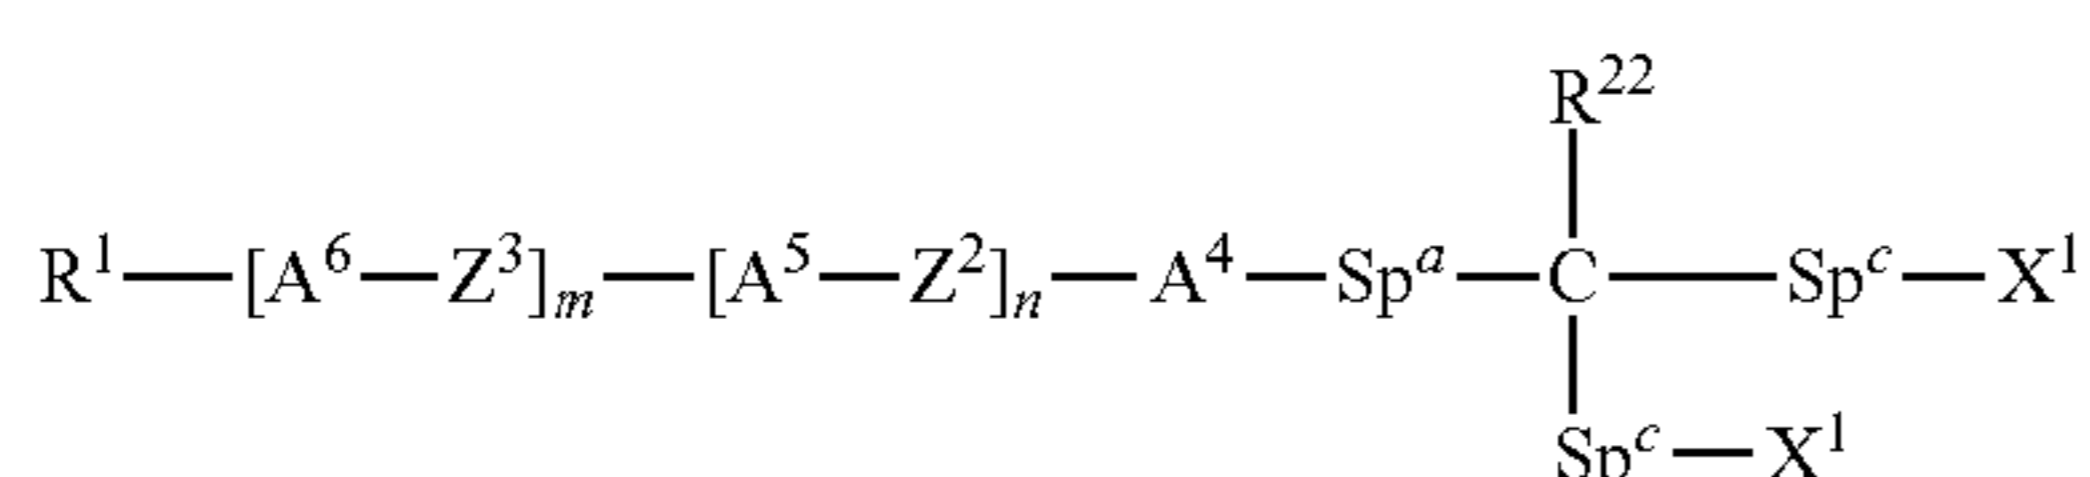 R²²
R¹—[A⁶—Z³]ₘ—[A⁵—Z²]ₙ—A⁴—Spᵃ—C—Spᶜ—X¹
Spᶜ—X¹